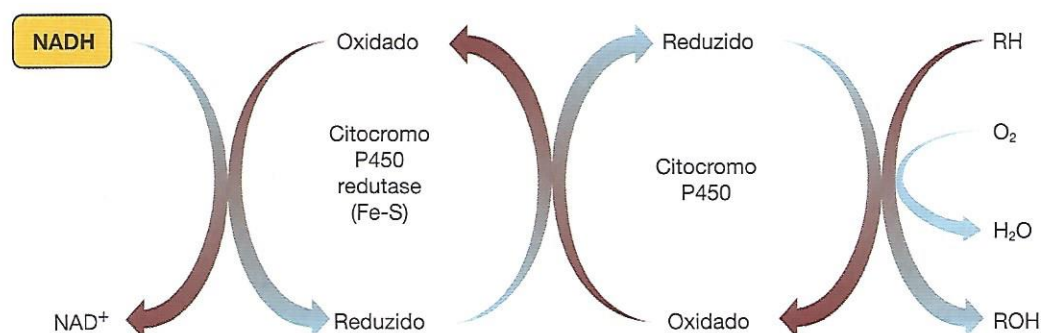 NADH
Oxidado
Reduzido
RH
Citocromo
P450
redutase
(Fe-S)
Citocromo
P450
O₂
H₂O
NAD⁺
Reduzido
Oxidado
ROH